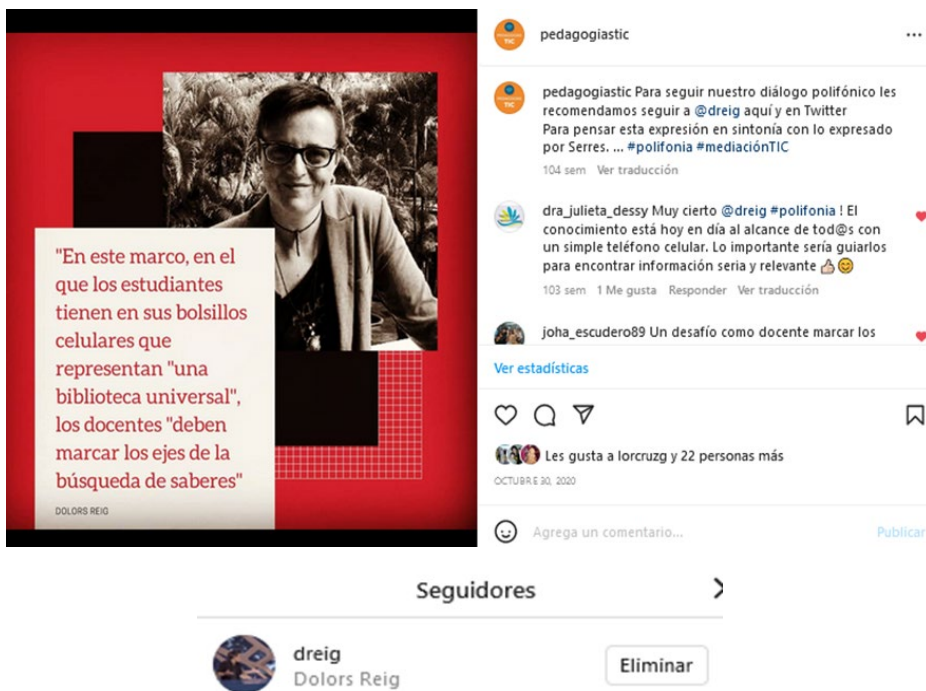 "En este marco, en el
que los estudiantes
tienen en sus bolsillos
celulares que
representan "una
biblioteca universal",
los docentes "deben
marcar los ejes de la
búsqueda de saberes"
DOLORS REIG
TIC
pedagogiastic
TIC
pedagogiastic Para seguir nuestro diálogo polifónico les
recomendamos seguir a @dreig aquí y en Twitter
Para pensar esta expresión en sintonía con lo expresado
por Serres. ... #polifonia #mediaciónTIC
104 sem Ver traducción
dra_julieta_dessy Muy cierto @dreig #polifonia ! El
conocimiento está hoy en día al alcance de tod@s con
un simple teléfono celular. Lo importante sería guiarlos
para encontrar información seria y relevante 👍🏻😊
103 sem 1 Me gusta Responder Ver traducción
joha_escudero89 Un desafío como docente marcar los
Ver estadísticas
Les gusta a lorcruzg y 22 personas más
OCTUBRE 30, 2020
Agrega un comentario...
Publicar
Seguidores
dreig
Dolors Reig
Eliminar